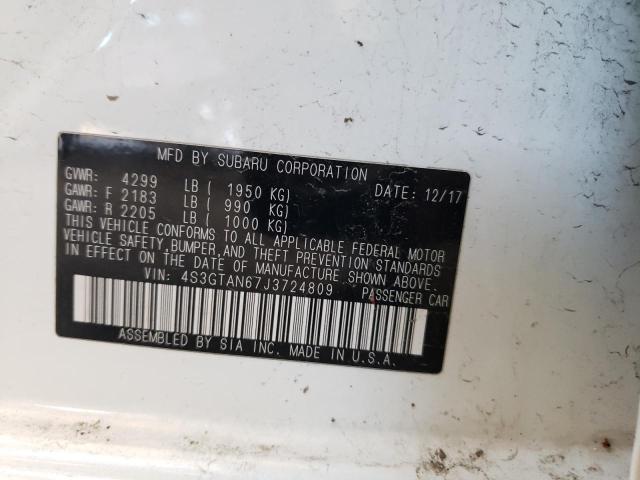 MFD BY SUBARU CORPORATION
GVWR: 4299 LB ( 1950 KG) DATE: 12/17
GAWR: F 2183 LB ( 990 KG)
GAWR: R 2205 LB ( 1000 KG)
THIS VEHICLE CONFORMS TO ALL APPLICABLE FEDERAL MOTOR
VEHICLE SAFETY, BUMPER, AND THEFT PREVENTION STANDARDS
IN EFFECT ON THE DATE OF MANUFACTURE SHOWN ABOVE.
VIN: 4S3GTAN67J3724809 PASSENGER CAR
ASSEMBLED BY SIA INC. MADE IN U.S.A.